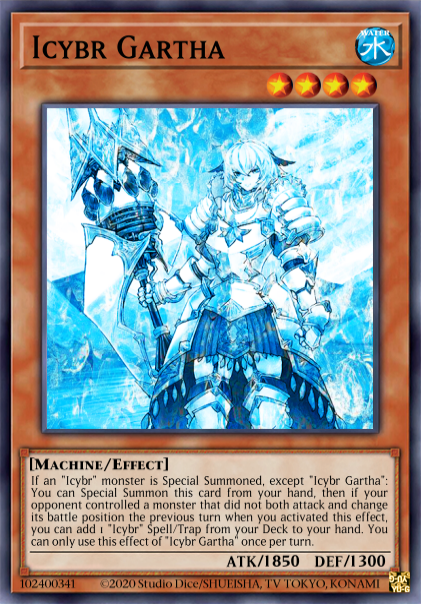 Icybr Gartha
WATER
水
[Machine/Effect]
If an "Icybr" monster is Special Summoned, except "Icybr Gartha":
You can Special Summon this card from your hand, then if your
opponent controlled a monster that did not both attack and change
its battle position the previous turn when you activated this effect,
you can add 1 "Icybr" Spell/Trap from your Deck to your hand. You
can only use this effect of "Icybr Gartha" once per turn.
ATK/1850 DEF/1300
102400341 ©2020 Studio Dice/SHUEISHA, TV TOKYO, KONAMI